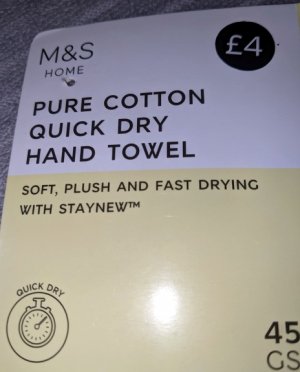 M&S
HOME
£4
PURE COTTON
QUICK DRY
HAND TOWEL
SOFT, PLUSH AND FAST DRYING
WITH STAYNEW™
QUICK DRY
45
GS